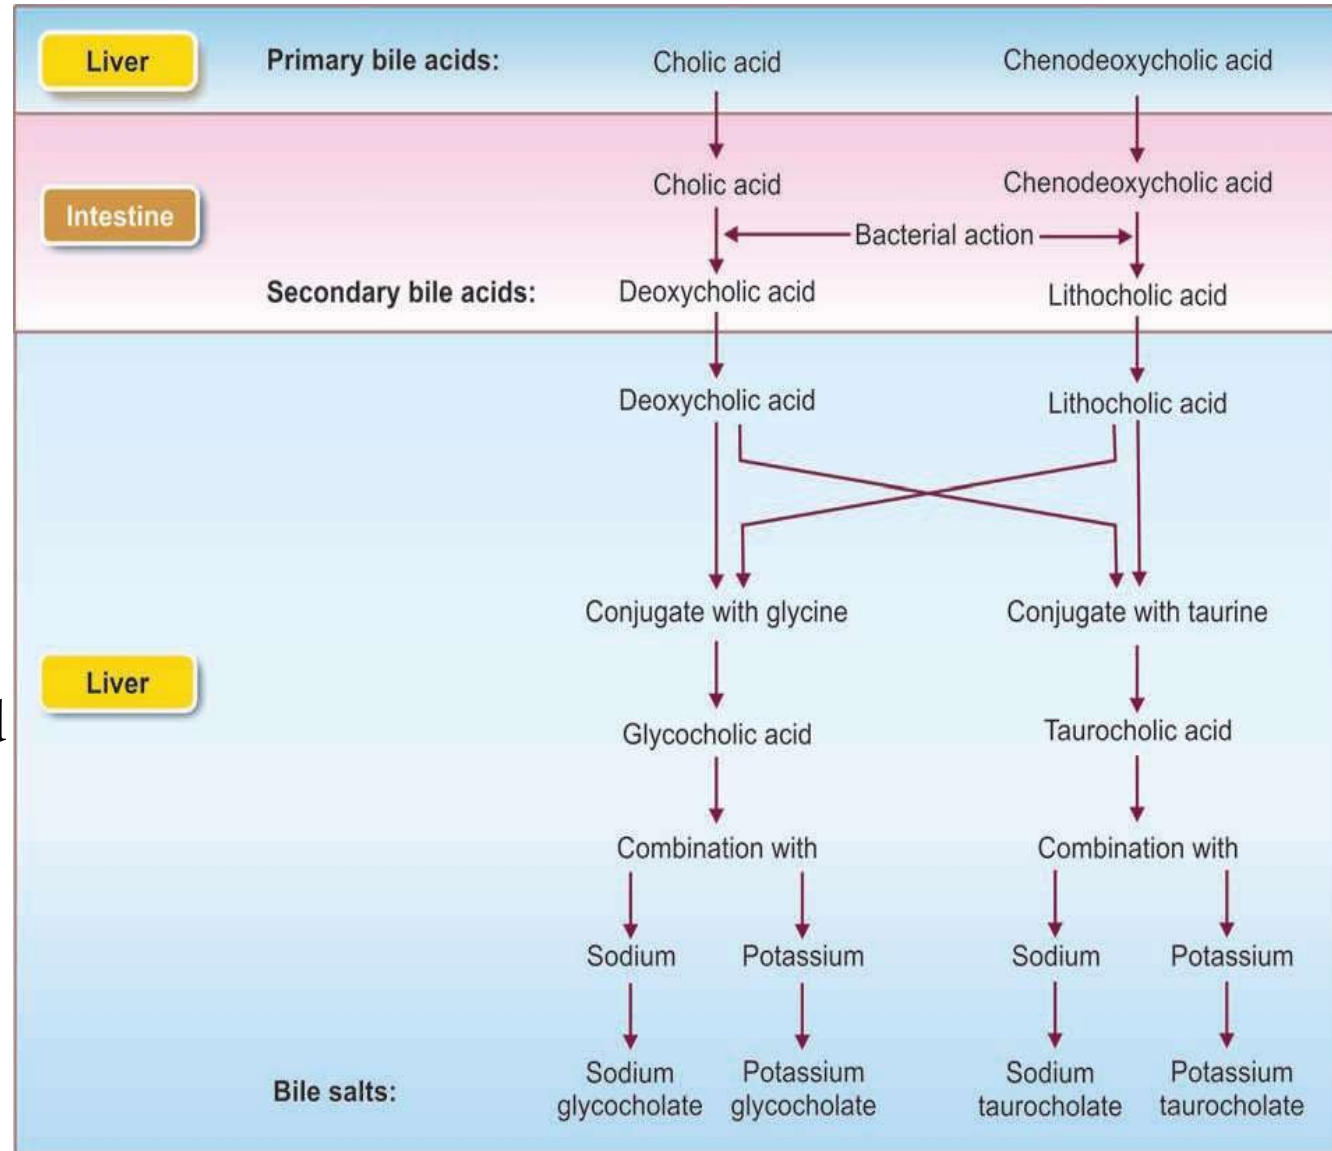 Liver
Primary bile acids:
Cholic acid
Chenodeoxycholic acid
Cholic acid
Chenodeoxycholic acid
Intestine
Bacterial action
Secondary bile acids:
Deoxycholic acid
Lithocholic acid
Deoxycholic acid
Lithocholic acid
Conjugate with glycine
Conjugate with taurine
Liver
Glycocholic acid
Taurocholic acid
Combination with
Combination with
Sodium
Potassium
Sodium
Potassium
Bile salts:
Sodium
glycocholate
Potassium
glycocholate
Sodium
taurocholate
Potassium
taurocholate